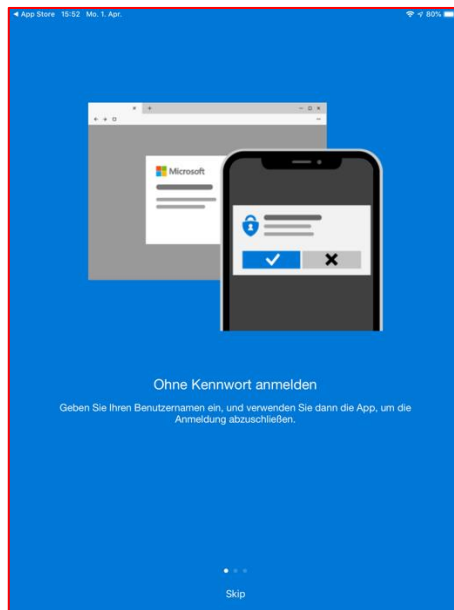 ◀ App Store 15:52 Mo. 1. Apr. 80%
Microsoft
Ohne Kennwort anmelden
Geben Sie Ihren Benutzernamen ein, und verwenden Sie dann die App, um die
Anmeldung abzuschließen.
Skip